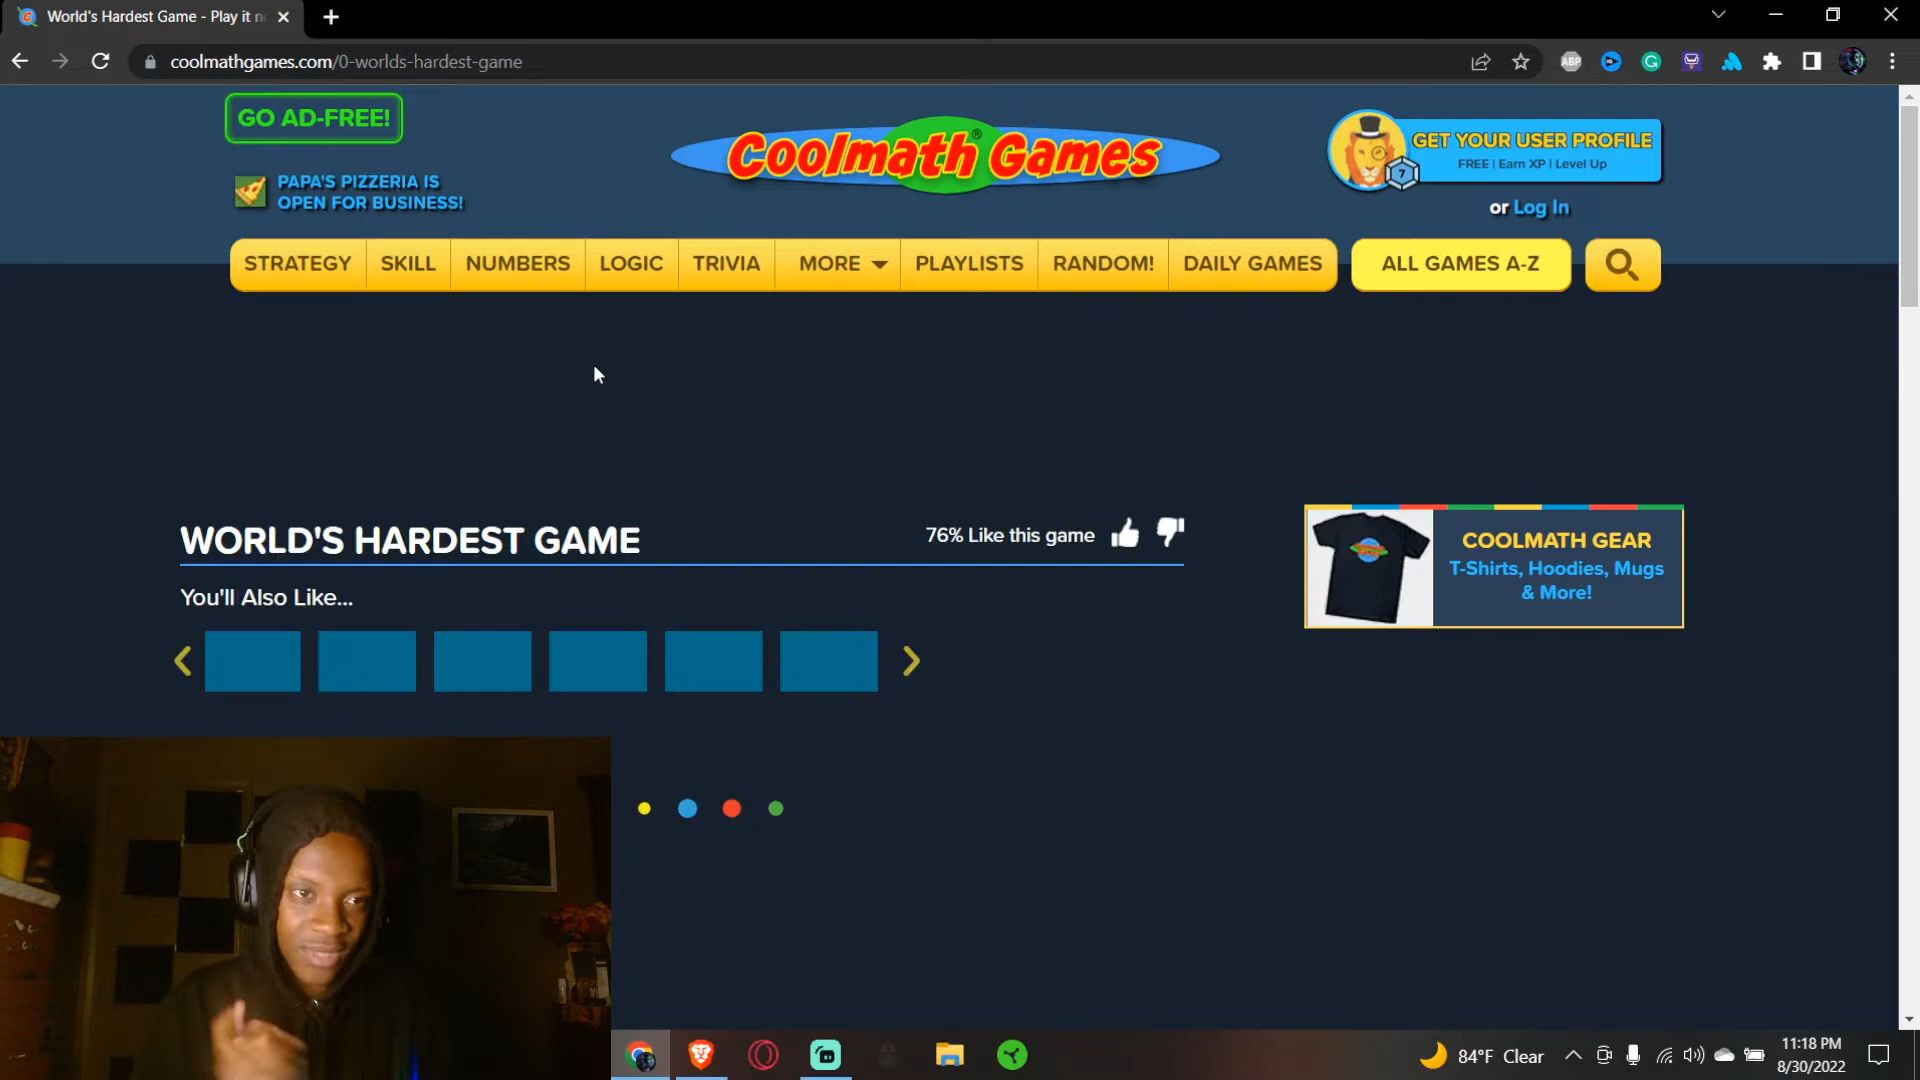 World's Hardest Game - Play it n
coolmathgames.com/0-worlds-hardest-game
ABP
GO AD-FREE!
PAPA'S PIZZERIA IS
OPEN FOR BUSINESS!
Coolmath Games®
GET YOUR USER PROFILE
FREE | Earn XP | Level Up
7
or Log In
STRATEGY SKILL NUMBERS LOGIC TRIVIA MORE PLAYLISTS RANDOM! DAILY GAMES ALL GAMES A-Z
WORLD'S HARDEST GAME
76% Like this game
COOLMATH GEAR
T-Shirts, Hoodies, Mugs
& More!
You'll Also Like...
84°F Clear
11:18 PM
8/30/2022